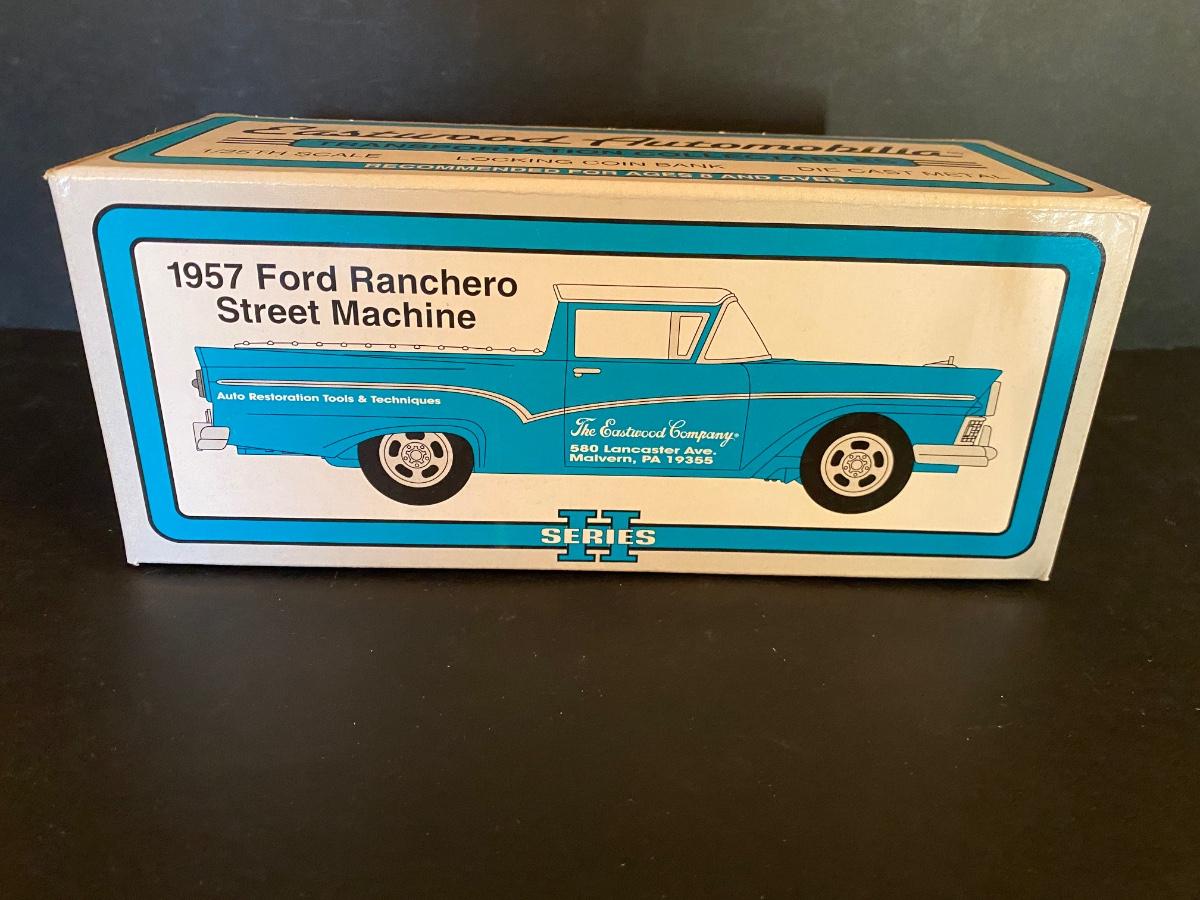 Eastwood Automobilia
TRANSPORTATION COLLECTABLES
1/25TH SCALE LOCKING COIN BANK DIE CAST METAL
RECOMMENDED FOR AGES 8 AND OVER.
1957 Ford Ranchero
Street Machine
Auto Restoration Tools & Techniques
The Eastwood Company®
580 Lancaster Ave.
Malvern, PA 19355
SERIES II